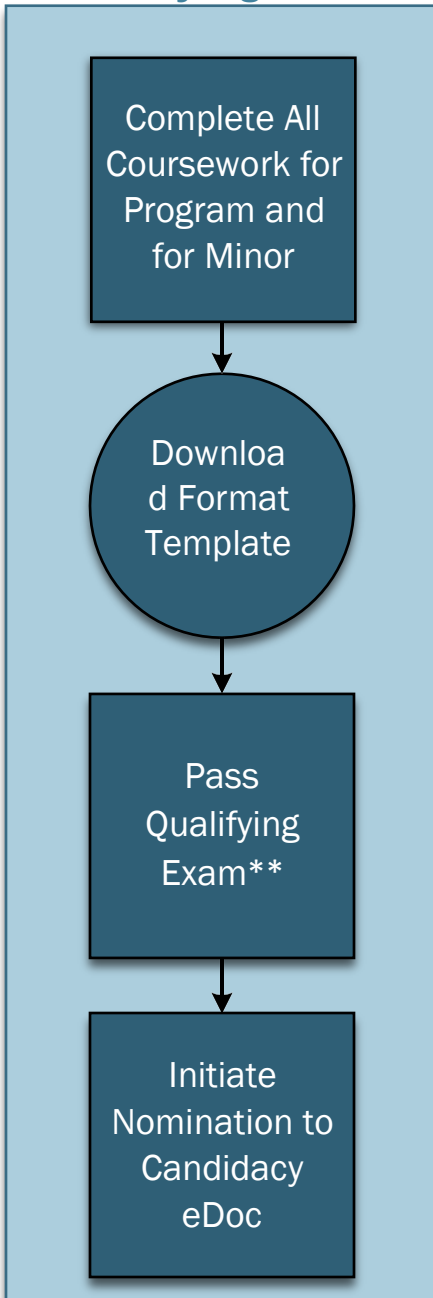 Complete All
Coursework for
Program and
for Minor
Downloa
d Format
Template
Pass
Qualifying
Exam**
Initiate
Nomination to
Candidacy
eDoc